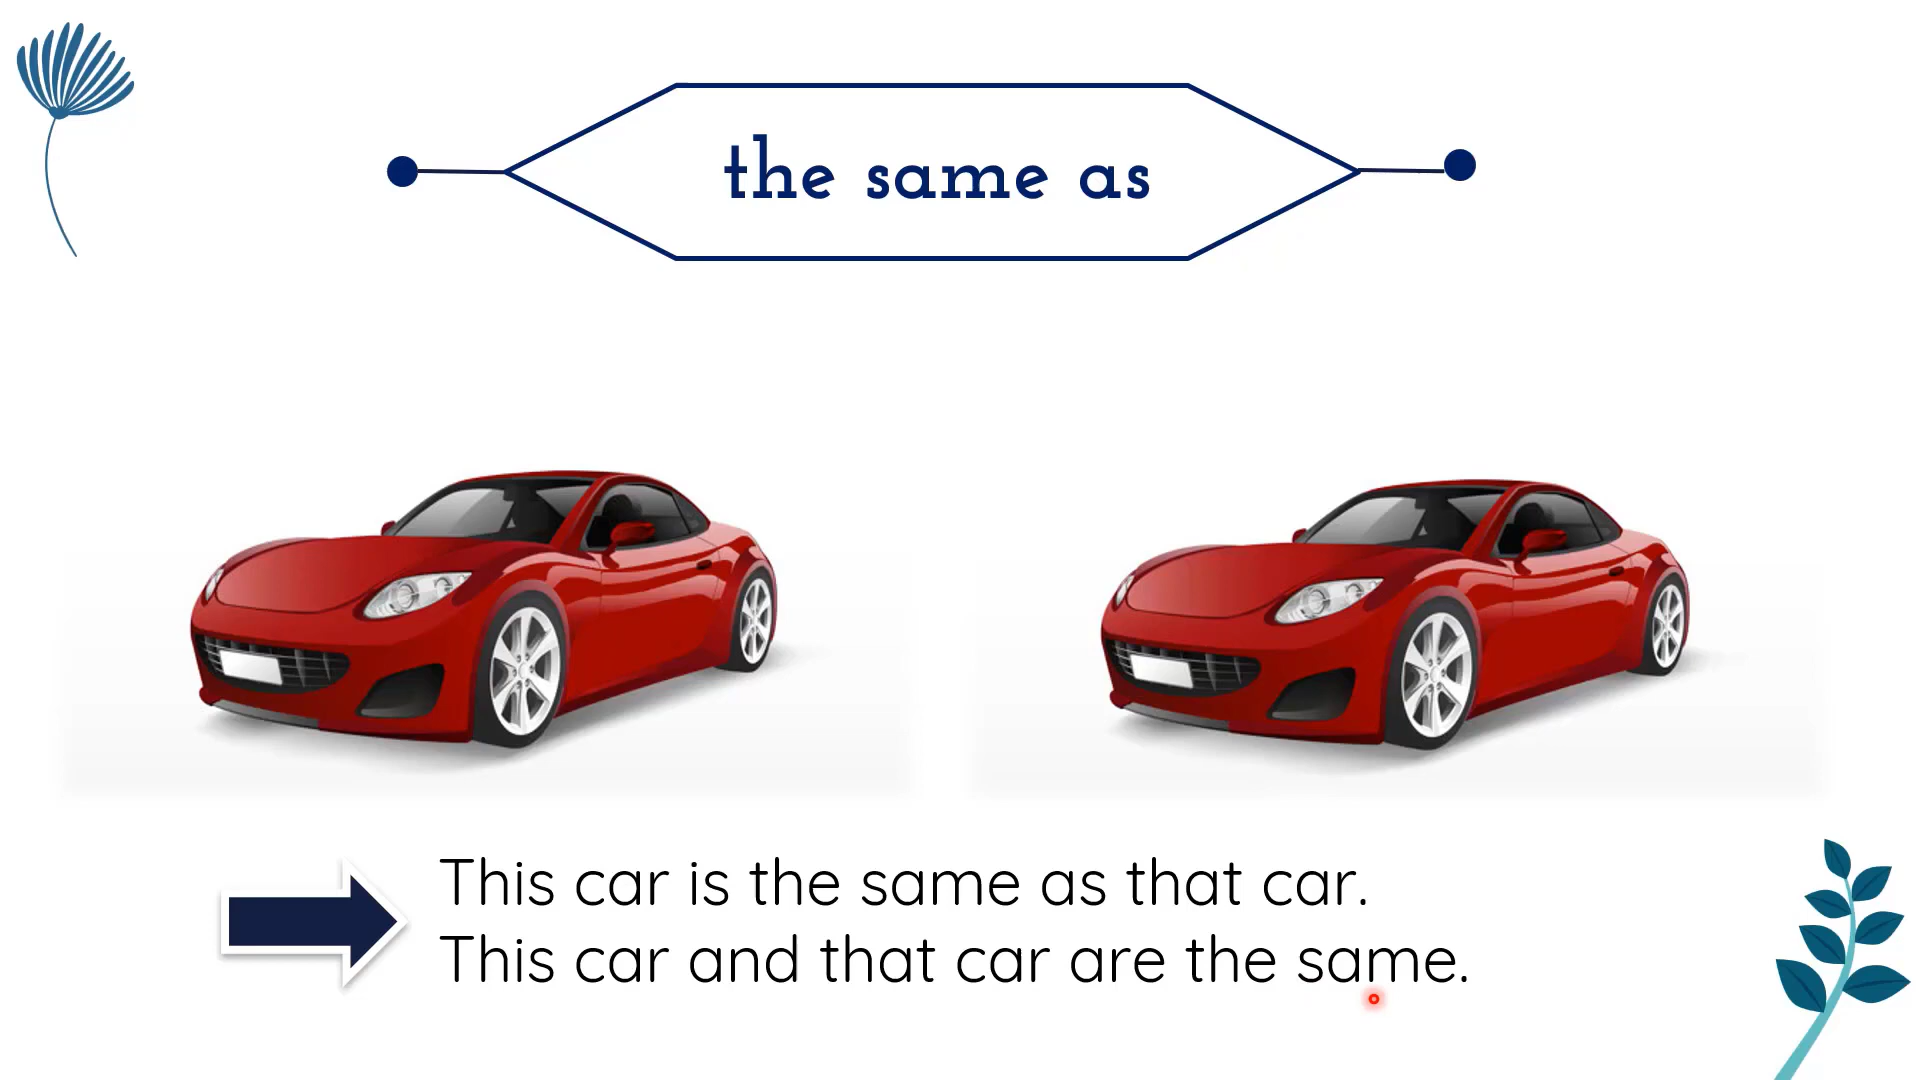 the same as
This car is the same as that car.
This car and that car are the same.